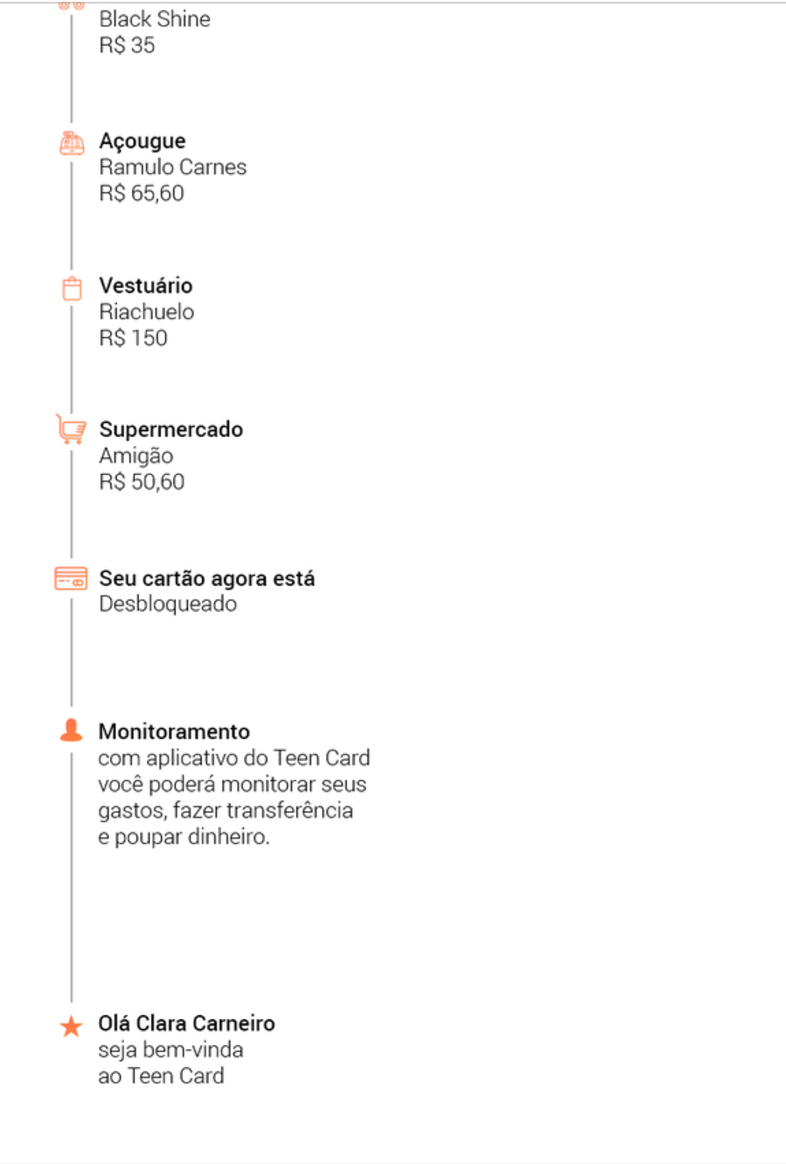 Black Shine
R$ 35
Açougue
Ramulo Carnes
R$ 65,60
Vestuário
Riachuelo
R$ 150
Supermercado
Amigão
R$ 50,60
Seu cartão agora está
Desbloqueado
Monitoramento
com aplicativo do Teen Card
você poderá monitorar seus
gastos, fazer transferência
e poupar dinheiro.
Olá Clara Carneiro
seja bem-vinda
ao Teen Card